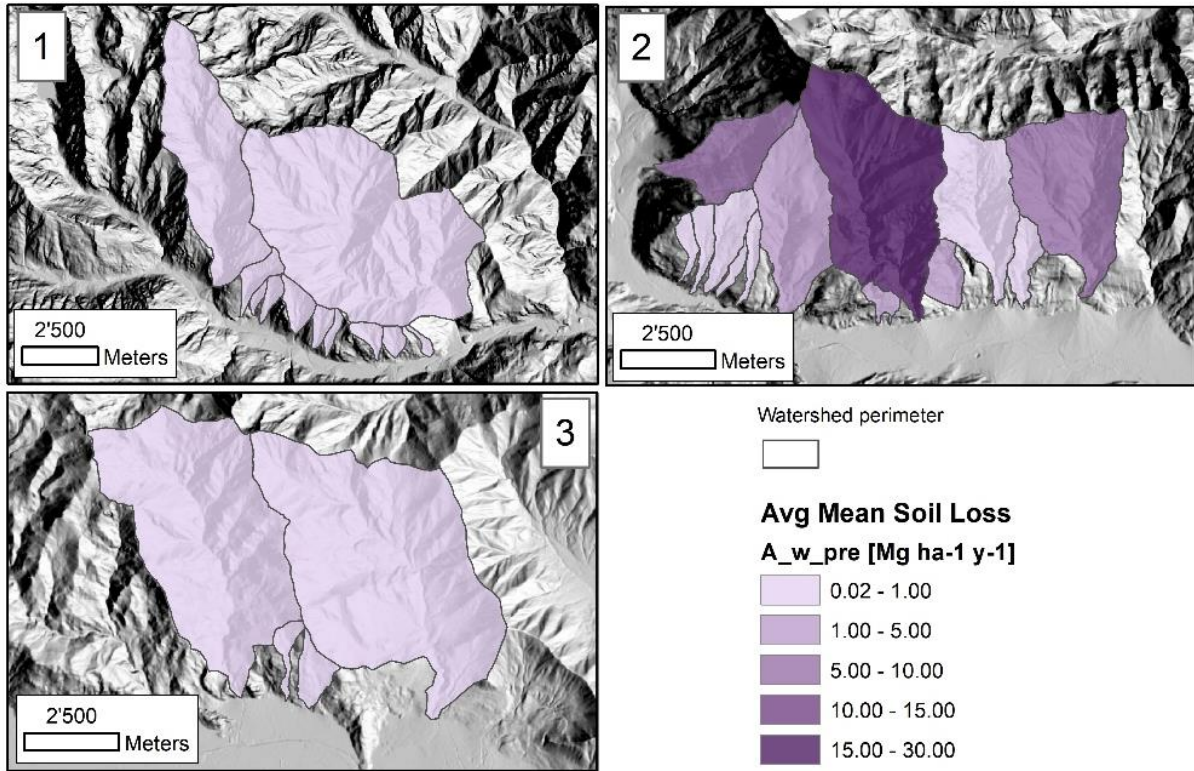 1
2'500
Meters
2
2'500
Meters
3
2'500
Meters
Watershed perimeter
Avg Mean Soil Loss
A_w_pre [Mg ha-1 y-1]
0.02 - 1.00
1.00 - 5.00
5.00 - 10.00
10.00 - 15.00
15.00 - 30.00